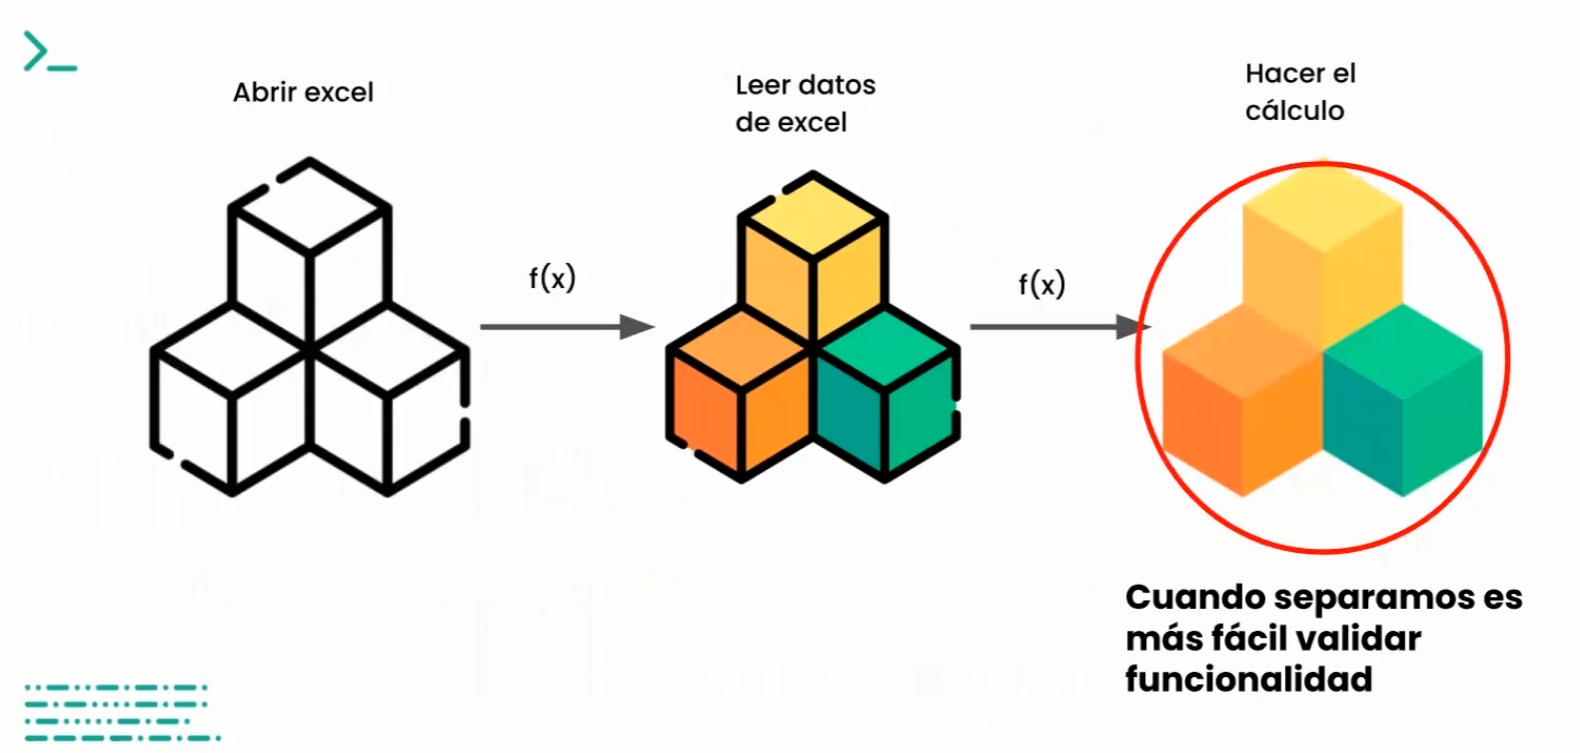 Abrir excel
Leer datos
de excel
Hacer el
cálculo
f(x)
f(x)
Cuando separamos es
más fácil validar
funcionalidad